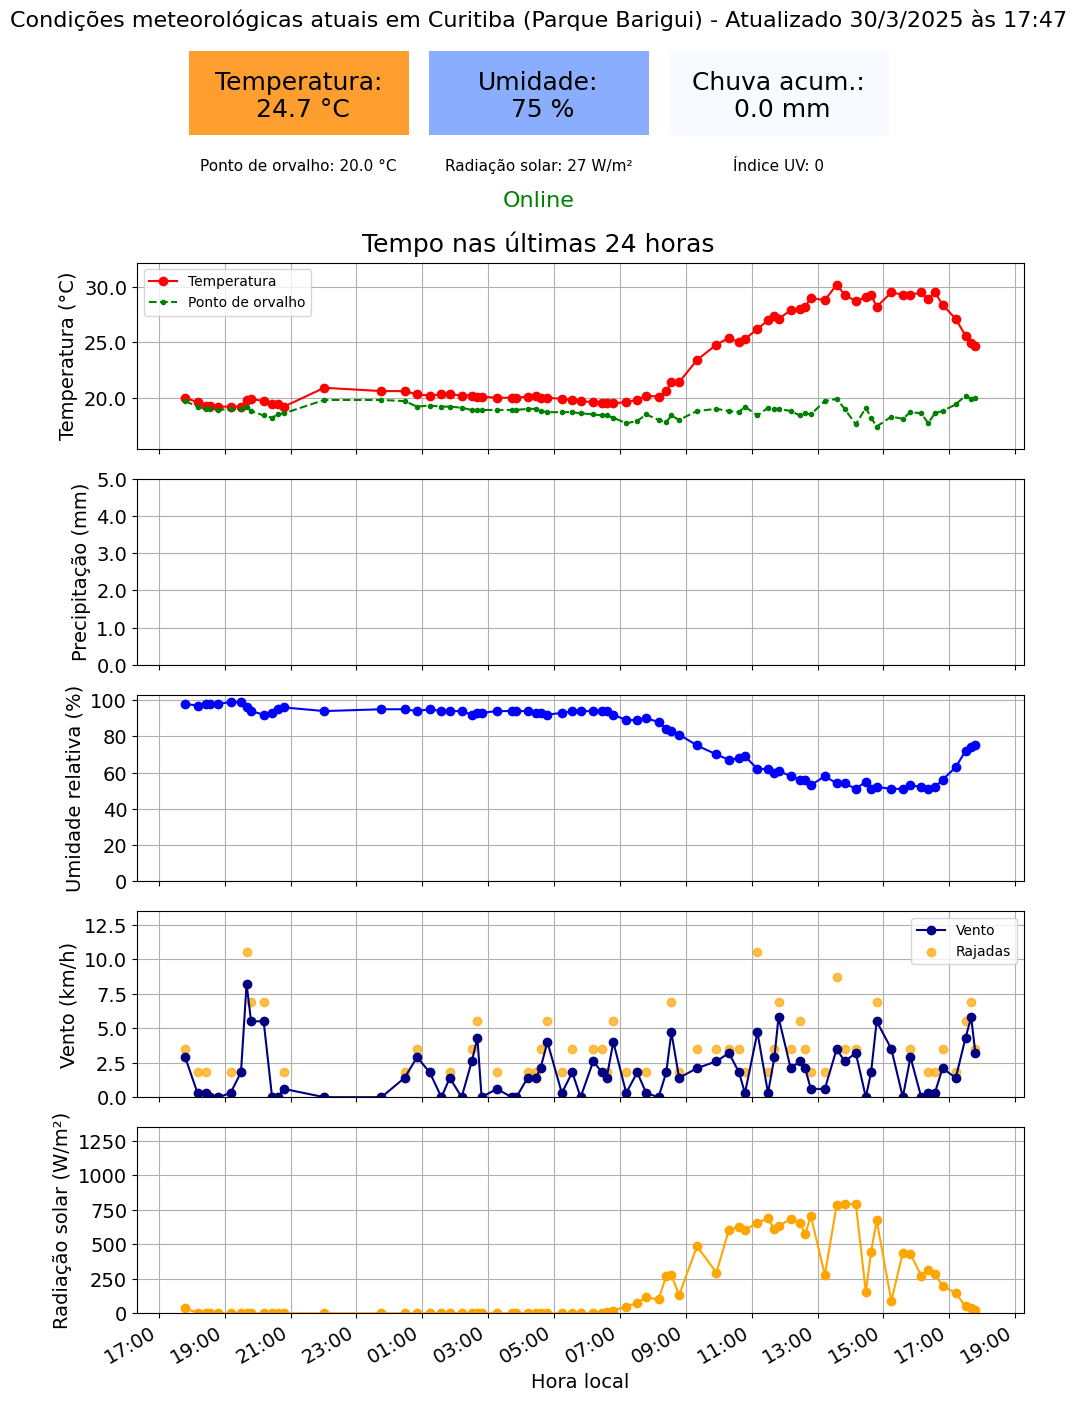 Condições meteorológicas atuais em Curitiba (Parque Barigui) - Atualizado 30/3/2025 às 17:47
Temperatura:
24.7 °C
Umidade:
75 %
Chuva acum.:
0.0 mm
Ponto de orvalho: 20.0 °C
Radiação solar: 27 W/m²
Índice UV: 0
Online
Tempo nas últimas 24 horas
Temperatura (°C)
30.0
25.0
20.0
Temperatura
Ponto de orvalho
Precipitação (mm)
5.0
4.0
3.0
2.0
1.0
0.0
Umidade relativa (%)
100
80
60
40
20
0
Vento (km/h)
12.5
10.0
7.5
5.0
2.5
0.0
Vento
Rajadas
Radiação solar (W/m²)
1250
1000
750
500
250
0
17:00
19:00
21:00
23:00
01:00
03:00
05:00
07:00
09:00
11:00
13:00
15:00
17:00
19:00
Hora local